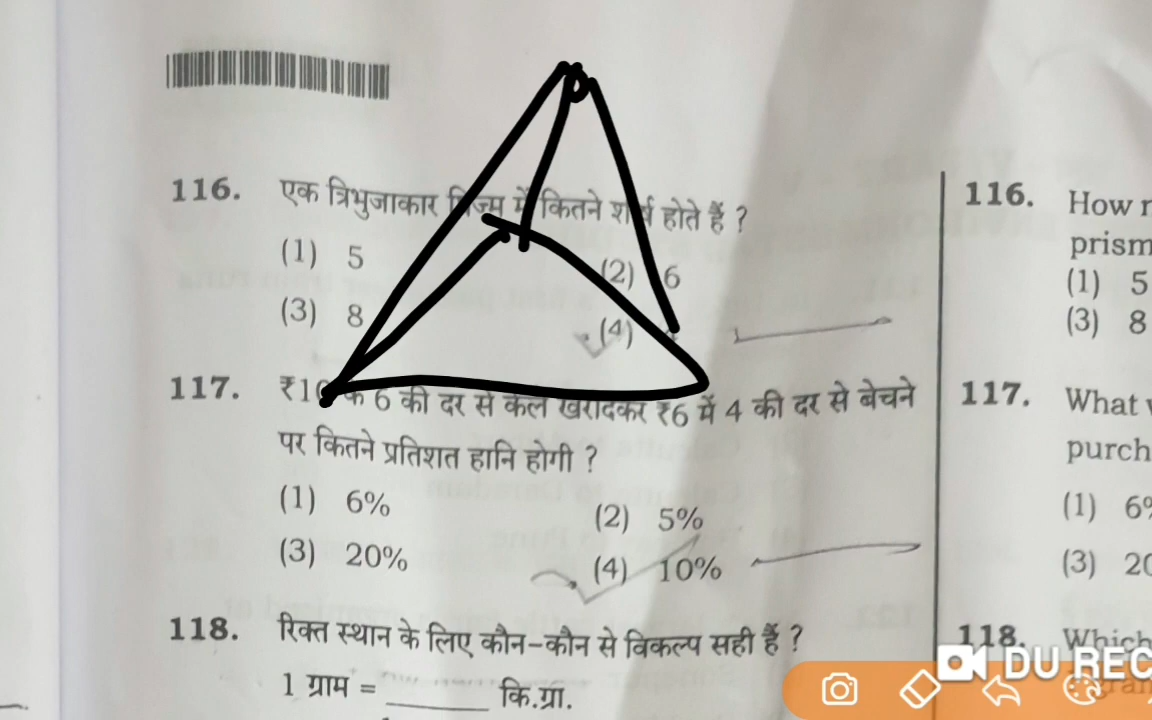 116. एक त्रिभुजाकार प्रिज्म में कितने शीर्ष होते हैं ?
(1) 5
(2) 6
(3) 8
(4)
117. ₹10 के 6 की दर से केले खरीदकर ₹6 में 4 की दर से बेचने
पर कितने प्रतिशत हानि होगी ?
(1) 6%
(2) 5%
(3) 20%
(4) 10%
118. रिक्त स्थान के लिए कौन-कौन से विकल्प सही हैं ?
1 ग्राम = ______ कि.ग्रा.
116. How
prism
(1) 5
(3) 8
117. What
purch
(1) 6%
(3) 20
118. Which
gran
DU REC